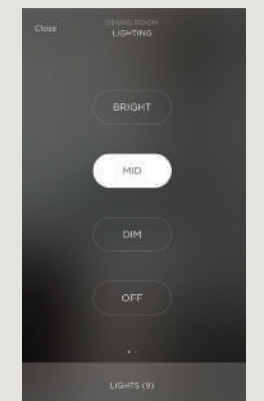 Close
DINING ROOM
LIGHTING
BRIGHT
MID
DIM
OFF
LIGHTS (9)